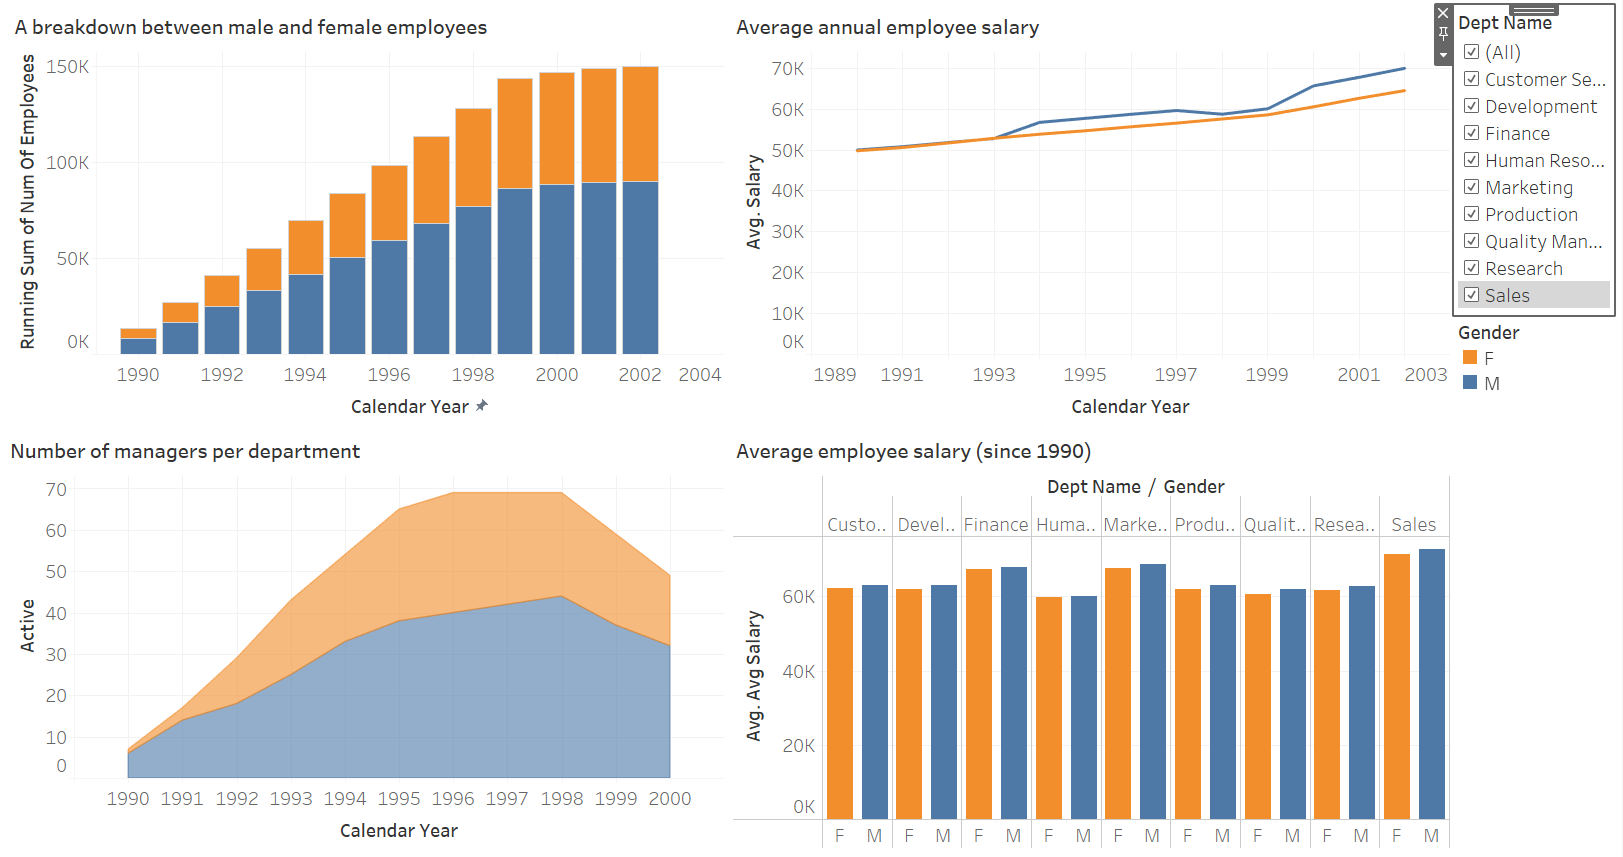 A breakdown between male and female employees
Running Sum of Num Of Employees
150K
100K
50K
0K
1990 1992 1994 1996 1998 2000 2002 2004
Calendar Year
Average annual employee salary
Avg. Salary
70K
60K
50K
40K
30K
20K
10K
0K
1989 1991 1993 1995 1997 1999 2001 2003
Calendar Year
Dept Name
(All)
Customer Se...
Development
Finance
Human Reso...
Marketing
Production
Quality Man...
Research
Sales
Gender
F
M
Number of managers per department
Active
70
60
50
40
30
20
10
0
1990 1991 1992 1993 1994 1995 1996 1997 1998 1999 2000
Calendar Year
Average employee salary (since 1990)
Dept Name / Gender
Custo.. Devel.. Finance Huma.. Marke.. Produ.. Qualit.. Resea.. Sales
Avg. Avg Salary
60K
40K
20K
0K
F M F M F M F M F M F M F M F M F M